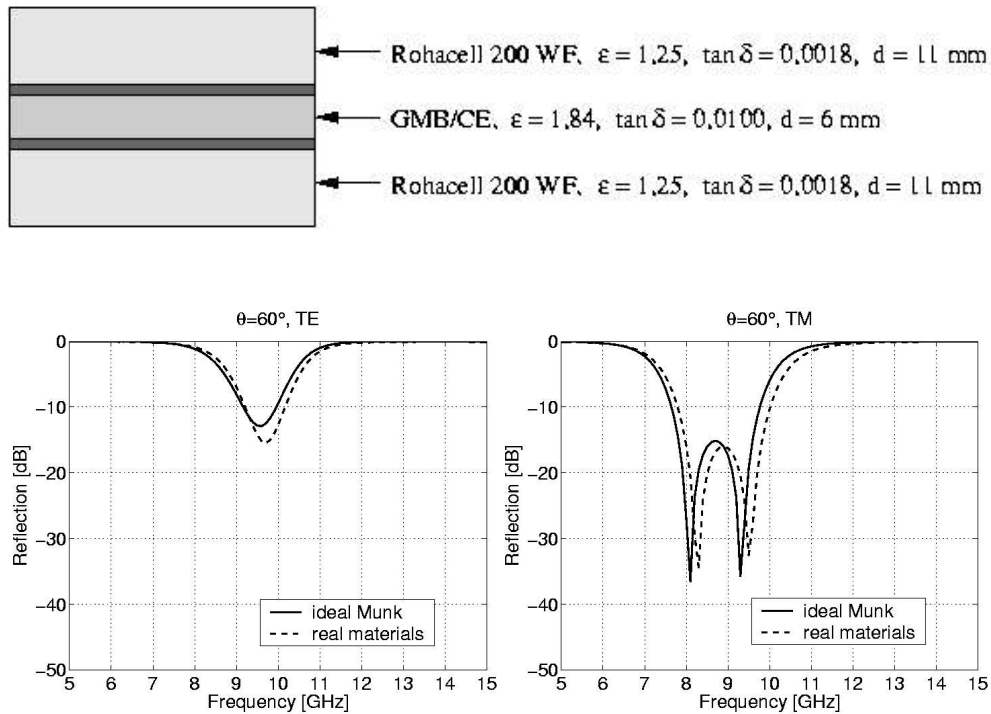 Rohacell 200 WF, ε = 1.25, tan δ = 0.0018, d = 11 mm
GMB/CE, ε = 1.84, tan δ = 0.0100, d = 6 mm
Rohacell 200 WF, ε = 1.25, tan δ = 0.0018, d = 11 mm
θ=60°, TE
0
−10
−20
−30
−40
−50
Reflection [dB]
ideal Munk
real materials
5 6 7 8 9 10 11 12 13 14 15
Frequency [GHz]
θ=60°, TM
0
−10
−20
−30
−40
−50
Reflection [dB]
ideal Munk
real materials
5 6 7 8 9 10 11 12 13 14 15
Frequency [GHz]